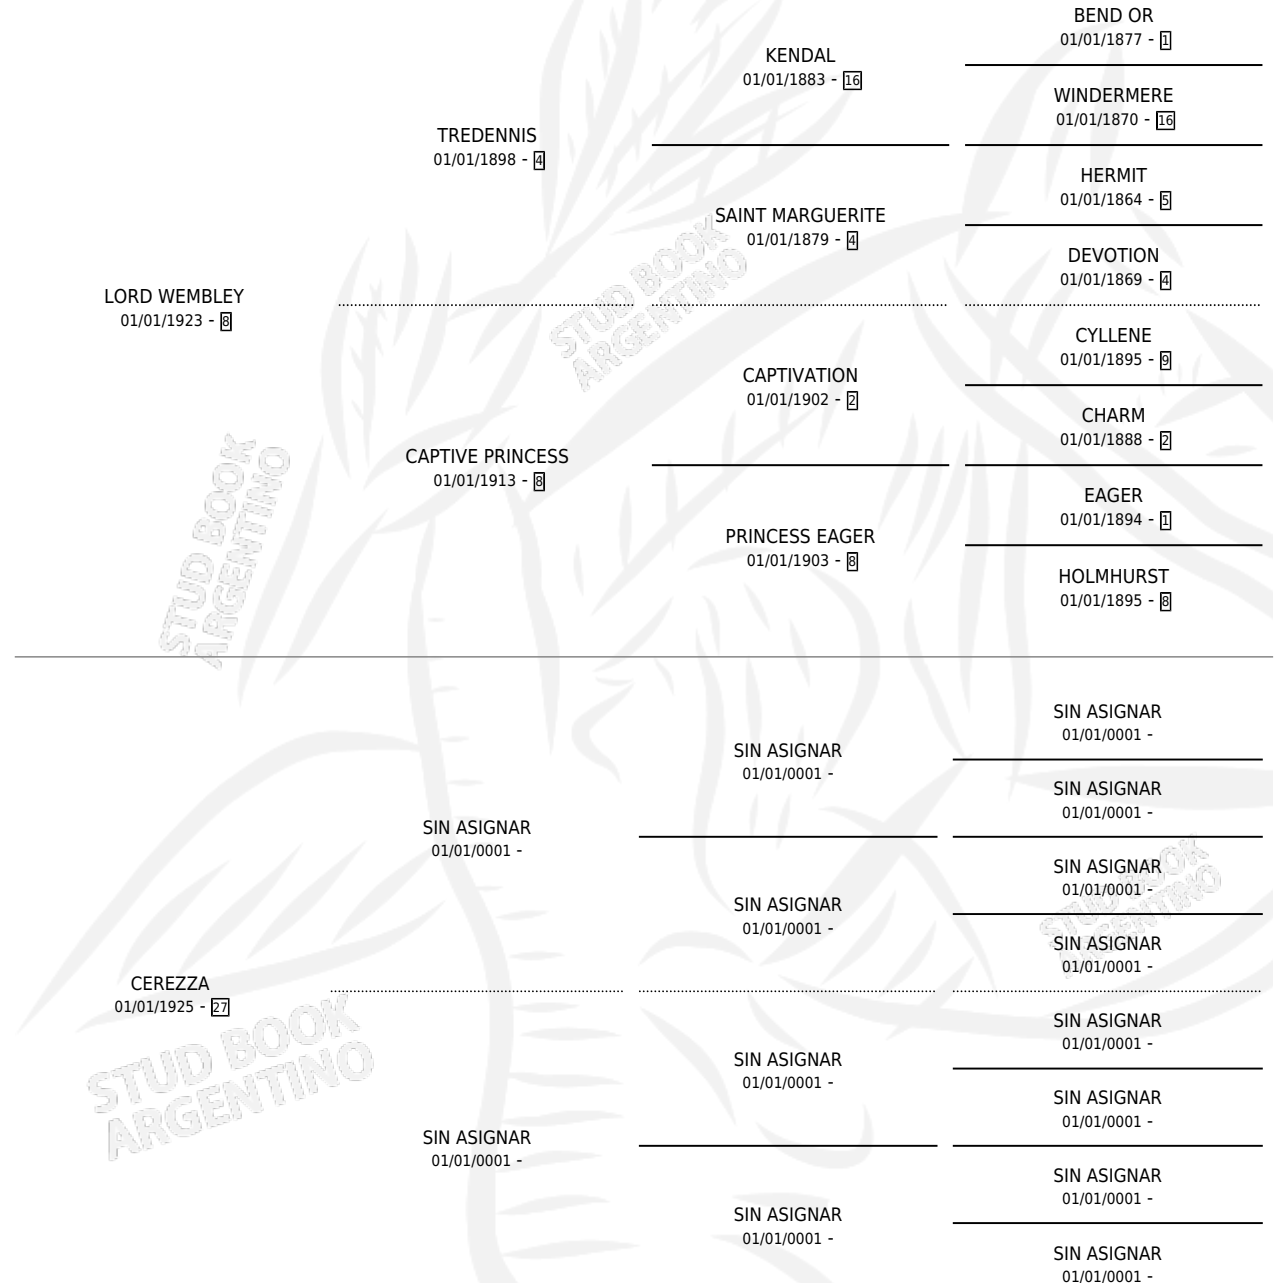 BEND OR
01/01/1877 - 1
KENDAL
01/01/1883 - 16
WINDERMERE
01/01/1870 - 16
TREDENNIS
01/01/1898 - 4
HERMIT
01/01/1864 - 5
SAINT MARGUERITE
01/01/1879 - 4
DEVOTION
01/01/1869 - 4
LORD WEMBLEY
01/01/1923 - 8
CYLLENE
01/01/1895 - 9
CAPTIVATION
01/01/1902 - 2
CHARM
01/01/1888 - 2
CAPTIVE PRINCESS
01/01/1913 - 8
EAGER
01/01/1894 - 1
PRINCESS EAGER
01/01/1903 - 8
HOLMHURST
01/01/1895 - 8
STUD BOOK
ARGENTINO
STUD BOOK
ARGENTINO
SIN ASIGNAR
01/01/0001 -
SIN ASIGNAR
01/01/0001 -
SIN ASIGNAR
01/01/0001 -
SIN ASIGNAR
01/01/0001 -
SIN ASIGNAR
01/01/0001 -
SIN ASIGNAR
01/01/0001 -
SIN ASIGNAR
01/01/0001 -
CEREZZA
01/01/1925 - 27
SIN ASIGNAR
01/01/0001 -
SIN ASIGNAR
01/01/0001 -
SIN ASIGNAR
01/01/0001 -
SIN ASIGNAR
01/01/0001 -
SIN ASIGNAR
01/01/0001 -
SIN ASIGNAR
01/01/0001 -
SIN ASIGNAR
01/01/0001 -
STUD BOOK
ARGENTINO
STUD BOOK
ARGENTINO